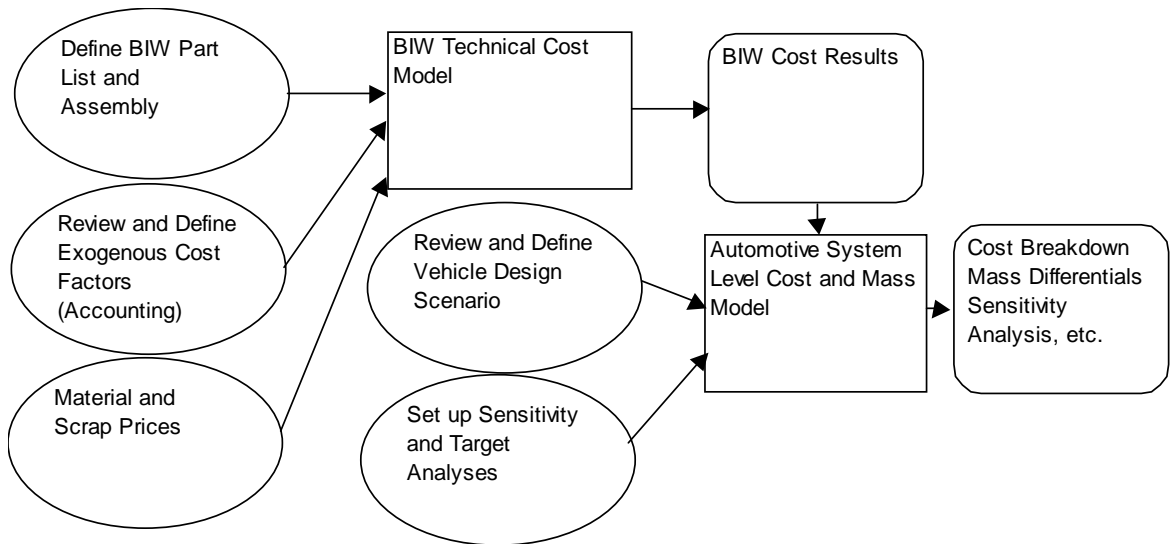 Define BIW Part
List and
Assembly
BIW Technical Cost
Model
BIW Cost Results
Review and Define
Exogenous Cost
Factors
(Accounting)
Review and Define
Vehicle Design
Scenario
Automotive System
Level Cost and Mass
Model
Cost Breakdown
Mass Differentials
Sensitivity
Analysis, etc.
Material and
Scrap Prices
Set up Sensitivity
and Target
Analyses